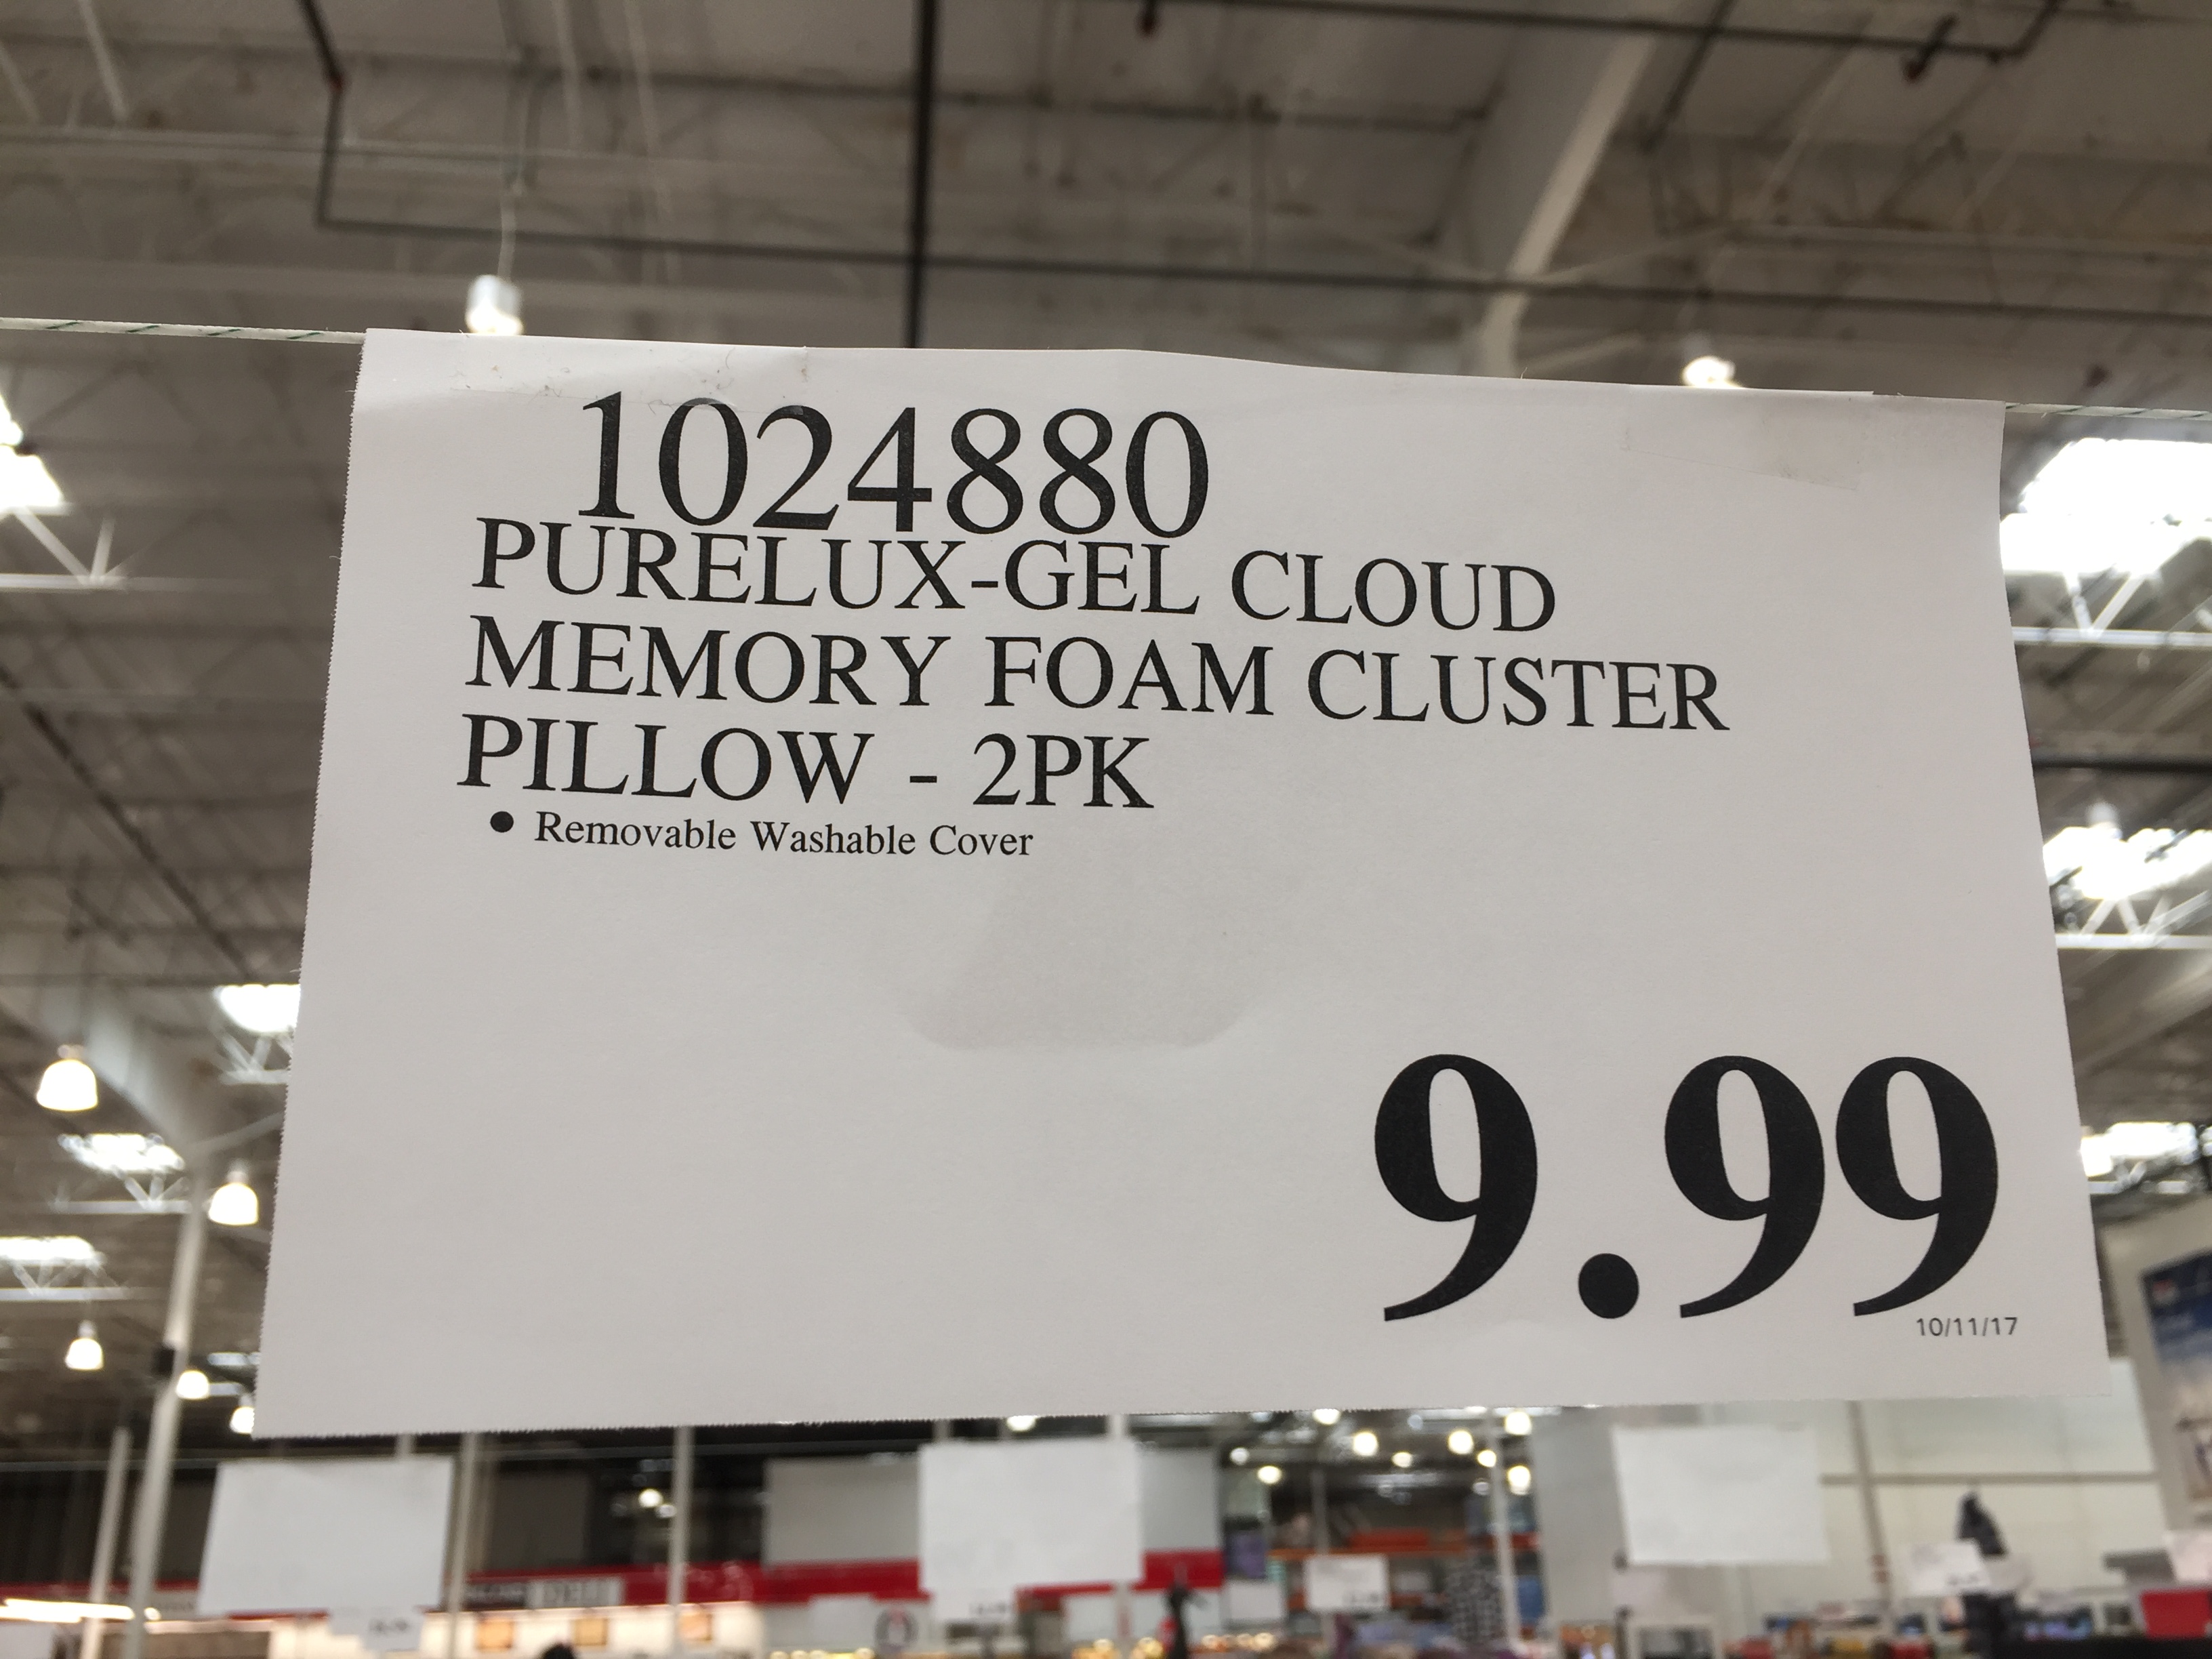 1024880
PURELUX-GEL CLOUD
MEMORY FOAM CLUSTER
PILLOW - 2PK
● Removable Washable Cover
9.99
10/11/17